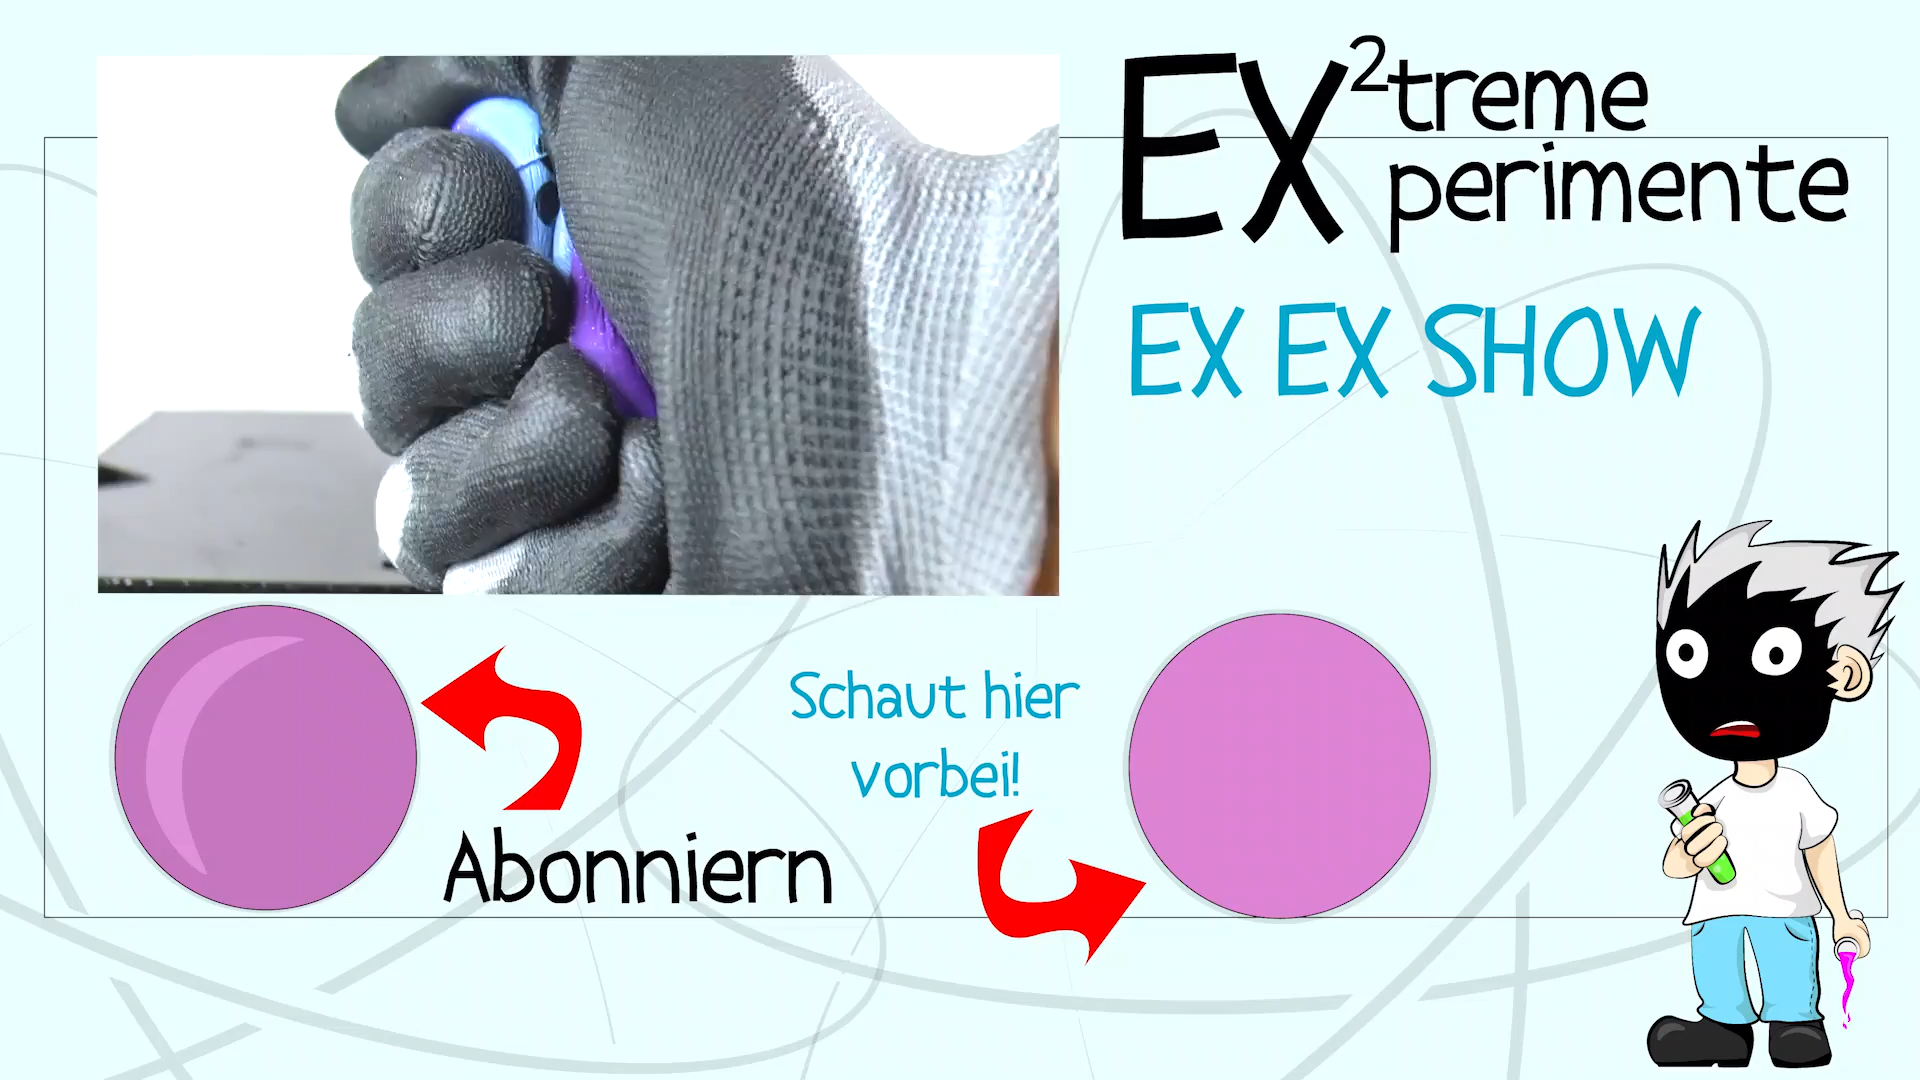 EX²treme
perimente
EX EX SHOW
Schaut hier
vorbei!
Abonniern